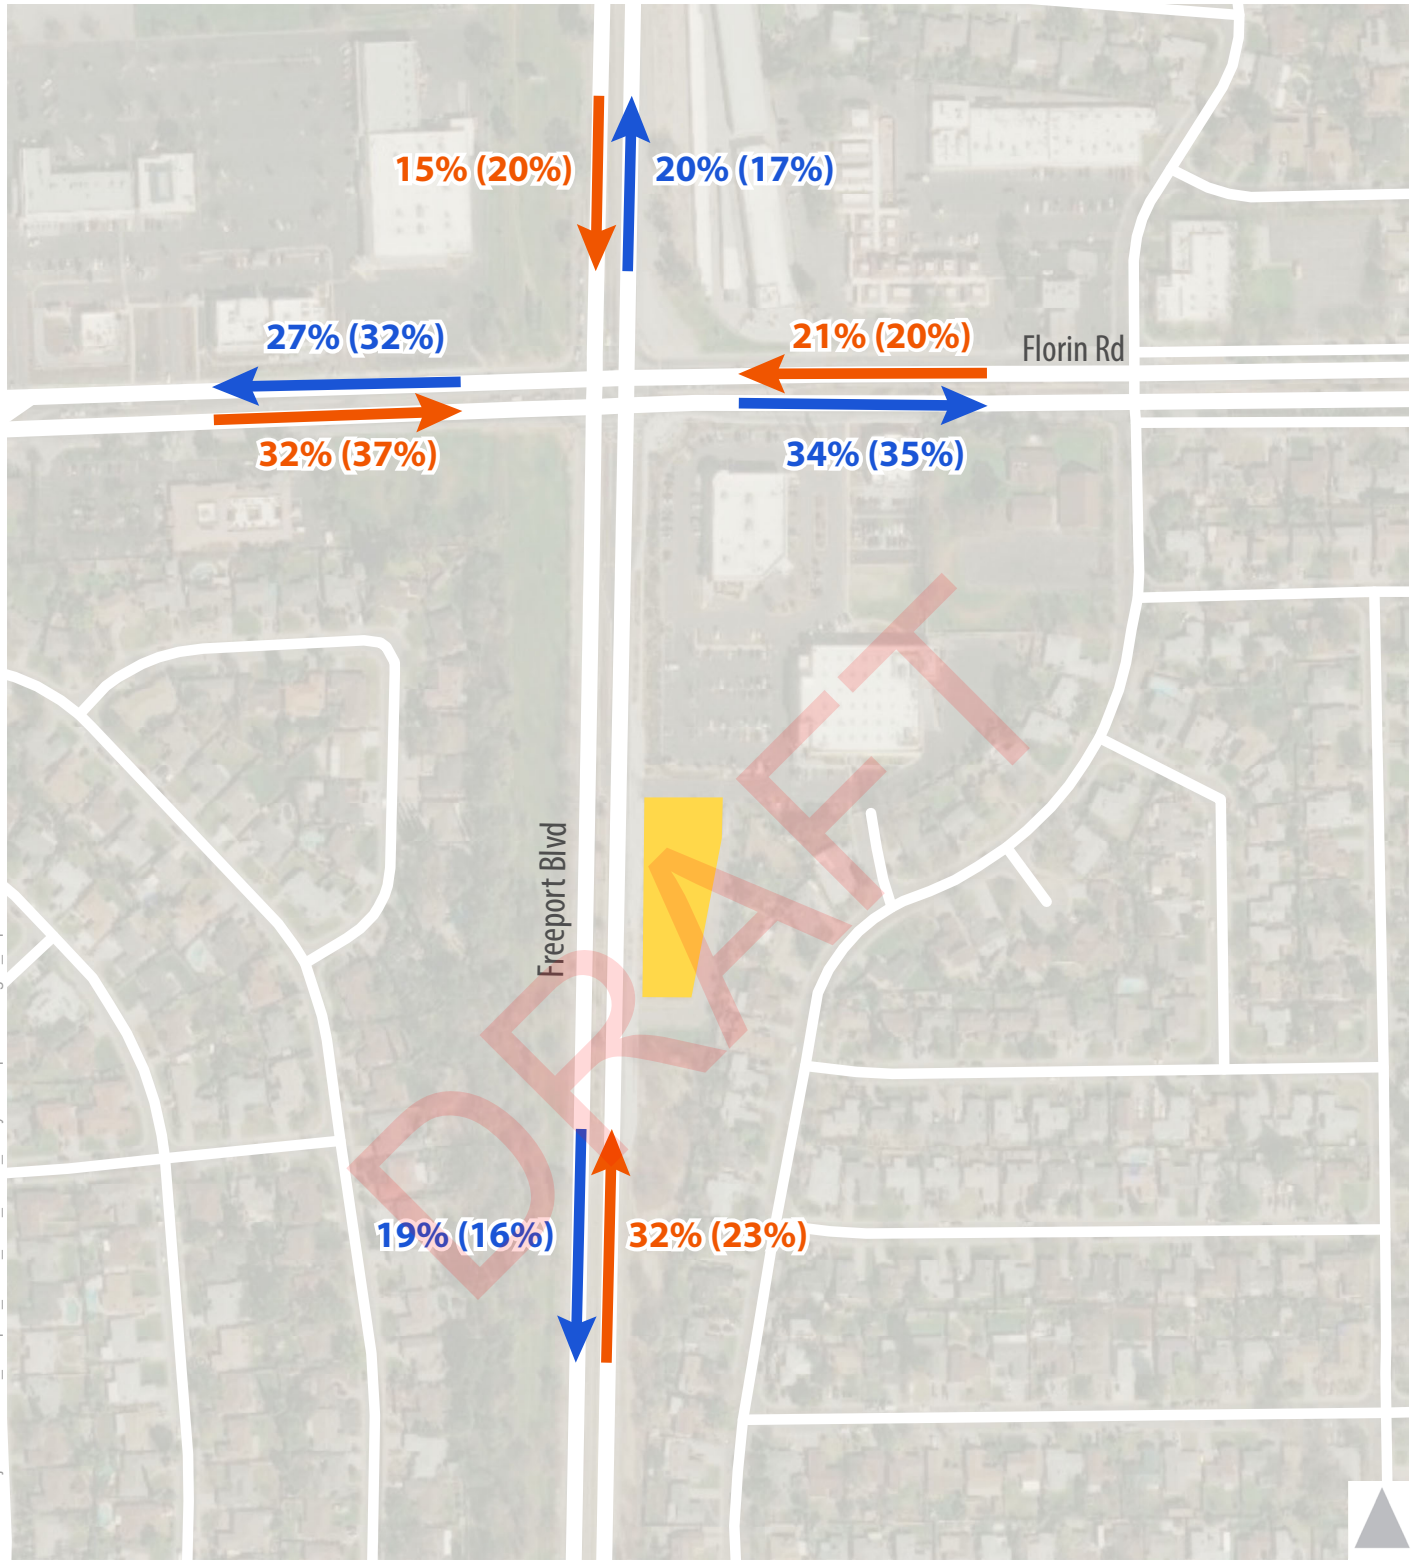 15% (20%)
20% (17%)
27% (32%)
21% (20%)
Florin Rd
32% (37%)
34% (35%)
Freeport Blvd
DRAFT
19% (16%)
32% (23%)